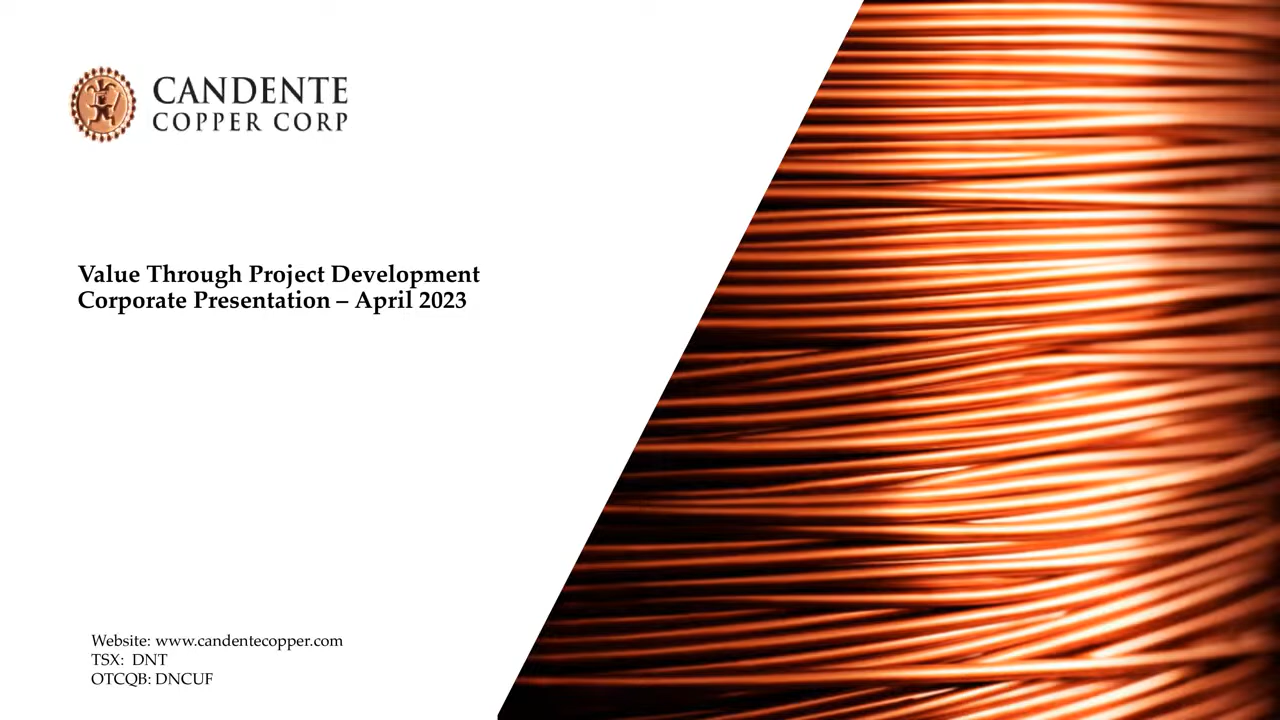 CANDENTE
COPPER CORP
Value Through Project Development
Corporate Presentation – April 2023
Website: www.candentecopper.com
TSX:  DNT
OTCQB: DNCUF